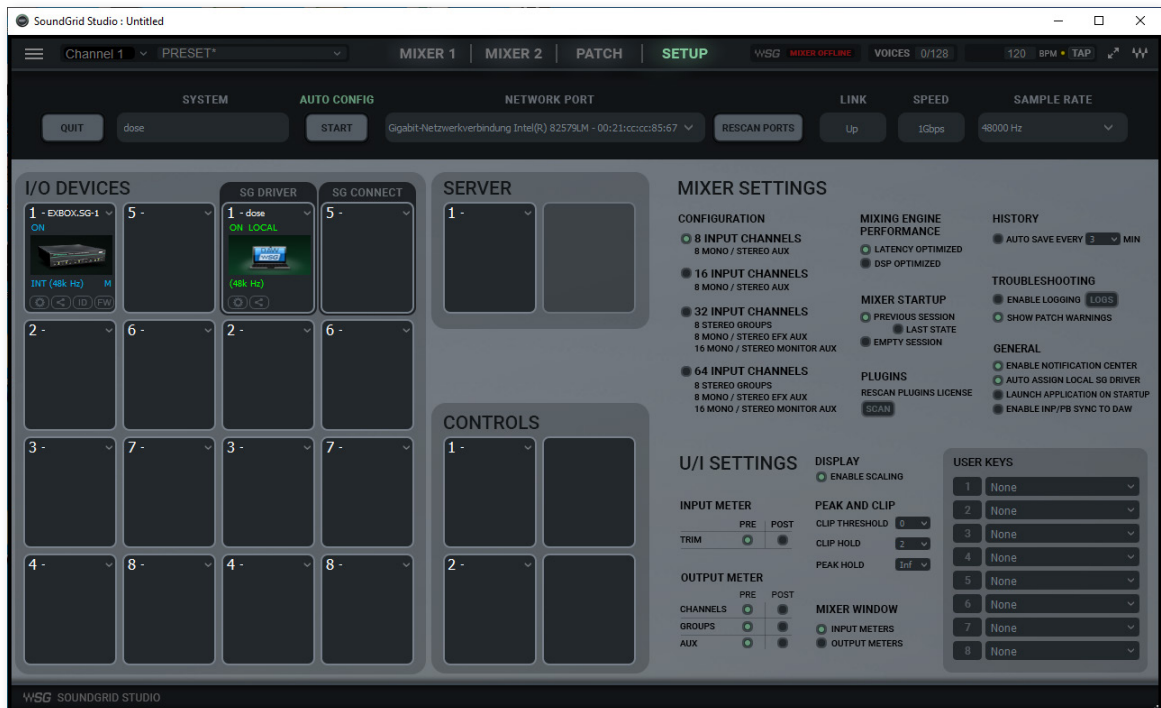 SoundGrid Studio : Untitled
Channel 1 PRESET* MIXER 1 MIXER 2 PATCH SETUP WSG MIXER OFFLINE VOICES 0/128 120 BPM TAP
SYSTEM AUTO CONFIG NETWORK PORT LINK SPEED SAMPLE RATE
QUIT dose START Gigabit-Netzwerkverbindung Intel(R) 82579LM - 00:21:cc:cc:85:67 RESCAN PORTS Up 1Gbps 48000 Hz
I/O DEVICES SG DRIVER SG CONNECT
1 - EXBOX.SG-1 5 - 1 - dose 5 -
ON ON LOCAL
DAW
WSG
INT (48k Hz) M (48k Hz)
ID FW
2 - 6 - 2 - 6 -
3 - 7 - 3 - 7 -
4 - 8 - 4 - 8 -
SERVER
1 -
CONTROLS
1 -
2 -
MIXER SETTINGS
CONFIGURATION
8 INPUT CHANNELS
8 MONO / STEREO AUX
16 INPUT CHANNELS
8 MONO / STEREO AUX
32 INPUT CHANNELS
8 STEREO GROUPS
8 MONO / STEREO EFX AUX
16 MONO / STEREO MONITOR AUX
64 INPUT CHANNELS
8 STEREO GROUPS
8 MONO / STEREO EFX AUX
16 MONO / STEREO MONITOR AUX
MIXING ENGINE
PERFORMANCE
LATENCY OPTIMIZED
DSP OPTIMIZED
MIXER STARTUP
PREVIOUS SESSION
LAST STATE
EMPTY SESSION
PLUGINS
RESCAN PLUGINS LICENSE
SCAN
HISTORY
AUTO SAVE EVERY 3 MIN
TROUBLESHOOTING
ENABLE LOGGING LOGS
SHOW PATCH WARNINGS
GENERAL
ENABLE NOTIFICATION CENTER
AUTO ASSIGN LOCAL SG DRIVER
LAUNCH APPLICATION ON STARTUP
ENABLE INP/PB SYNC TO DAW
U/I SETTINGS
INPUT METER
PRE POST
TRIM
OUTPUT METER
PRE POST
CHANNELS
GROUPS
AUX
DISPLAY
ENABLE SCALING
PEAK AND CLIP
CLIP THRESHOLD 0
CLIP HOLD 2
PEAK HOLD Inf
MIXER WINDOW
INPUT METERS
OUTPUT METERS
USER KEYS
1 None
2 None
3 None
4 None
5 None
6 None
7 None
8 None
WSG SOUNDGRID STUDIO